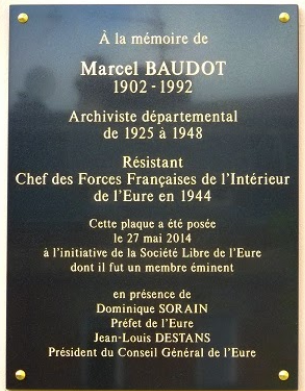 À la mémoire de
Marcel BAUDOT
1902 - 1992
Archiviste départemental
de 1925 à 1948
Résistant
Chef des Forces Françaises de l'Intérieur
de l'Eure en 1944
Cette plaque a été posée
le 27 mai 2014
à l'initiative de la Société Libre de l'Eure
dont il fut un membre éminent
en présence de
Dominique SORAIN
Préfet de l'Eure
Jean-Louis DESTANS
Président du Conseil Général de l'Eure